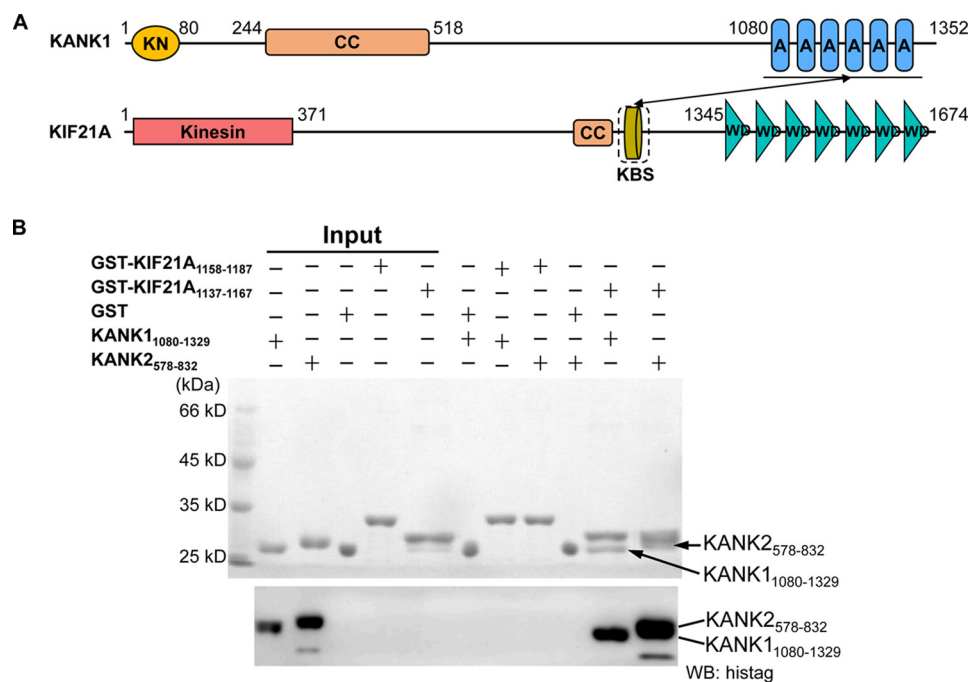 A
KANK1 1 KN 80 244 CC 518 1080 A A A A A A 1352
KIF21A 1 Kinesin 371 CC KBS 1345 WD WD WD WD WD WD WD 1674
B
Input
GST-KIF21A1158-1187 − − − + − − + + − − −
GST-KIF21A1137-1167 − − − − + − − − − + +
GST − − + − − + − − + − −
KANK11080-1329 + − − − − + + − − + −
KANK2578-832 − + − − − − − + + − +
(kDa)
66 kD
45 kD
35 kD
25 kD
KANK2578-832
KANK11080-1329
KANK2578-832
KANK11080-1329
WB: histag